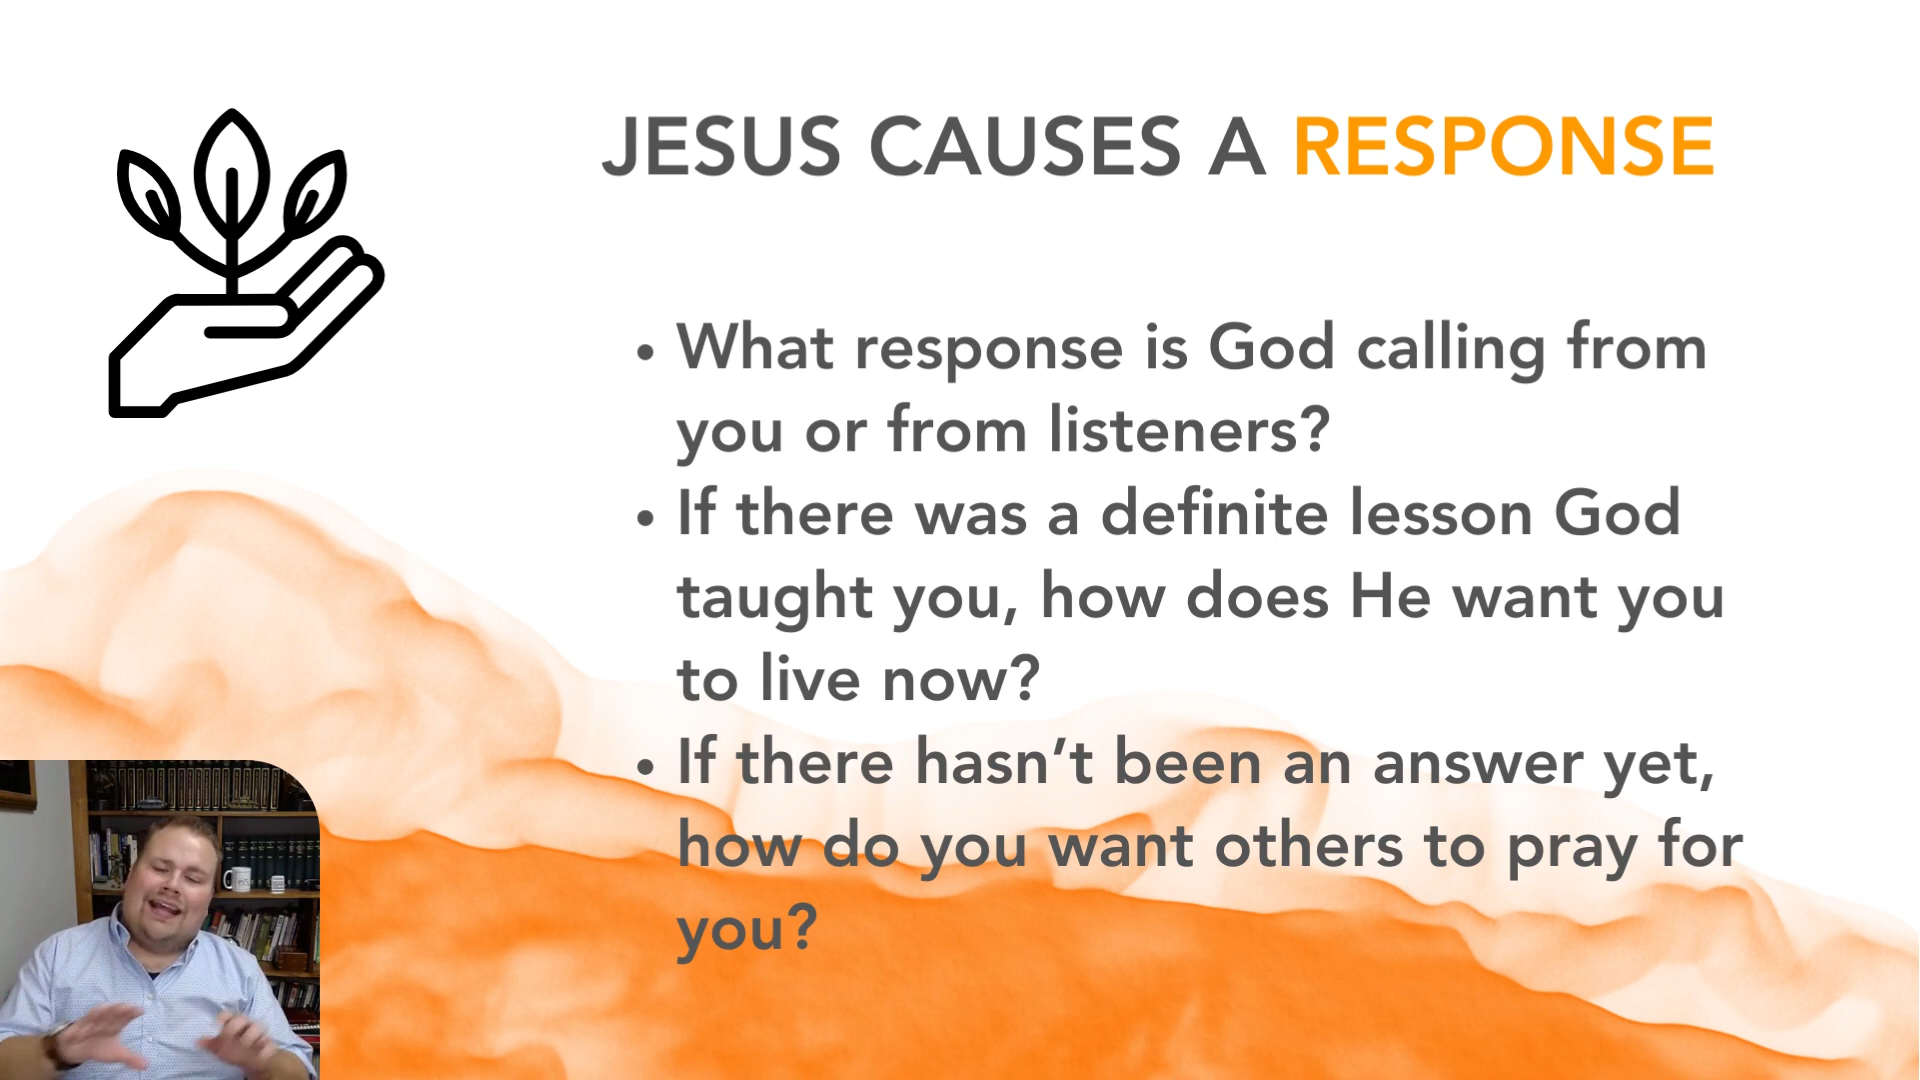 JESUS CAUSES A RESPONSE
• What response is God calling from
you or from listeners?
• If there was a definite lesson God
taught you, how does He want you
to live now?
• If there hasn’t been an answer yet,
how do you want others to pray for
you?